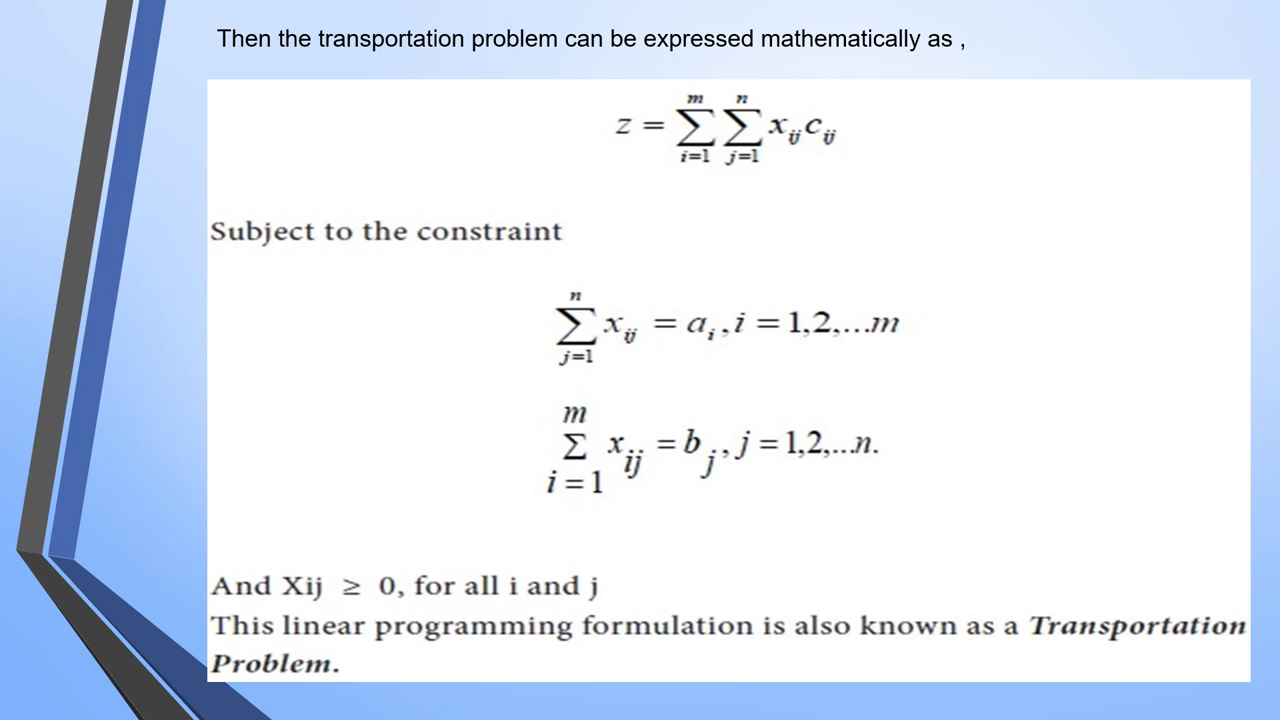 Then the transportation problem can be expressed mathematically as ,
z = ∑_{i=1}^{m} ∑_{j=1}^{n} x_{ij} c_{ij}
Subject to the constraint
∑_{j=1}^{n} x_{ij} = a_i , i = 1,2,...m
∑_{i=1}^{m} x_{ij} = b_j , j = 1,2,...n.
And Xij ≥ 0, for all i and j
This linear programming formulation is also known as a Transportation
Problem.